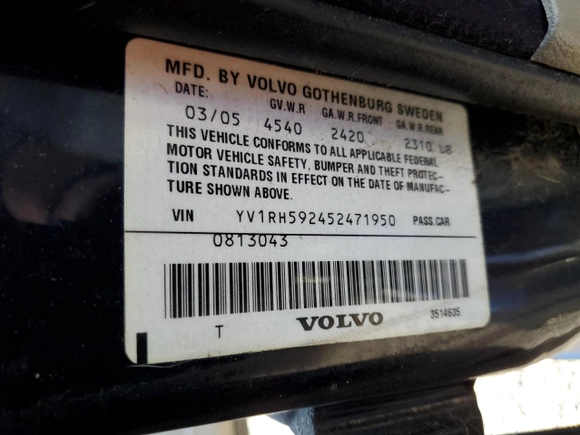 MFD. BY VOLVO GOTHENBURG SWEDEN
DATE: GV.W.R GA.W.R.FRONT GA.W.R.REAR
03/05 4540 2420 2310 LB
THIS VEHICLE CONFORMS TO ALL APPLICABLE FEDERAL
MOTOR VEHICLE SAFETY, BUMPER AND THEFT PROTEC-
TION STANDARDS IN EFFECT ON THE DATE OF MANUFAC-
TURE SHOWN ABOVE.
VIN YV1RH592452471950 PASS.CAR
0813043
T VOLVO 3514635